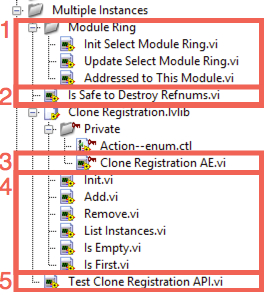 Multiple Instances
1
Module Ring
Init Select Module Ring.vi
Update Select Module Ring.vi
Addressed to This Module.vi
2 Is Safe to Destroy Refnums.vi
Clone Registration.lvlib
Private
Action--enum.ctl
3 Clone Registration AE.vi
4 Init.vi
Add.vi
Remove.vi
List Instances.vi
Is Empty.vi
Is First.vi
5 Test Clone Registration API.vi